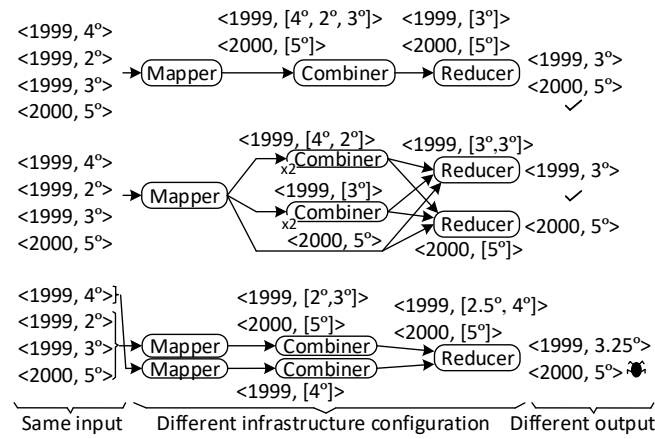 <1999, 4º>
<1999, 2º>
<1999, 3º>
<2000, 5º>
Mapper
<1999, [4º, 2º, 3º]>
<2000, [5º]>
Combiner
<1999, [3º]>
<2000, [5º]>
Reducer
<1999, 3º>
<2000, 5º>
<1999, 4º>
<1999, 2º>
<1999, 3º>
<2000, 5º>
Mapper
<1999, [4º, 2º]>
x2 Combiner
<1999, [3º]>
x2 Combiner
<2000, 5º>
<1999, [3º,3º]>
Reducer
Reducer
<2000, [5º]>
<1999, 3º>
<2000, 5º>
<1999, 4º>
<1999, 2º>
<1999, 3º>
<2000, 5º>
Mapper
Mapper
<1999, [2º,3º]>
<2000, [5º]>
Combiner
Combiner
<1999, [4º]>
<1999, [2.5º, 4º]>
<2000, [5º]>
Reducer
<1999, 3.25º>
<2000, 5º>
Same input
Different infrastructure configuration
Different output